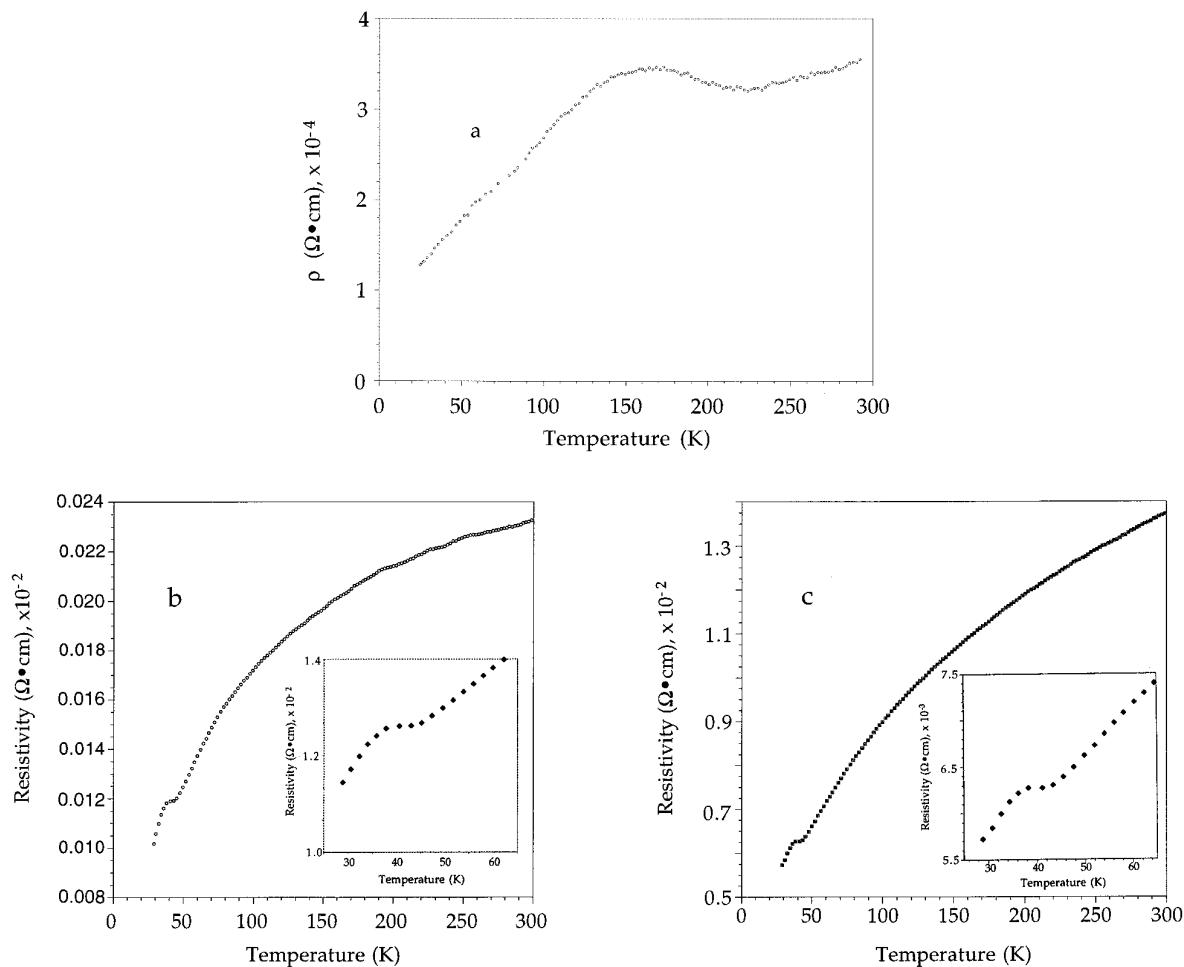 4
3
2
1
0
a
ρ (Ω•cm), x 10⁻⁴
0 50 100 150 200 250 300
Temperature (K)
0.024
0.022
0.020
0.018
0.016
0.014
0.012
0.010
0.008
b
Resistivity (Ω•cm), x10⁻²
0 50 100 150 200 250 300
Temperature (K)
1.4
1.2
1.0
Resistivity (Ω•cm), x 10⁻²
30 40 50 60
Temperature (K)
1.3
1.1
0.9
0.7
0.5
c
Resistivity (Ω•cm), x 10⁻²
0 50 100 150 200 250 300
Temperature (K)
7.5
6.5
5.5
Resistivity (Ω•cm), x 10⁻³
30 40 50 60
Temperature (K)